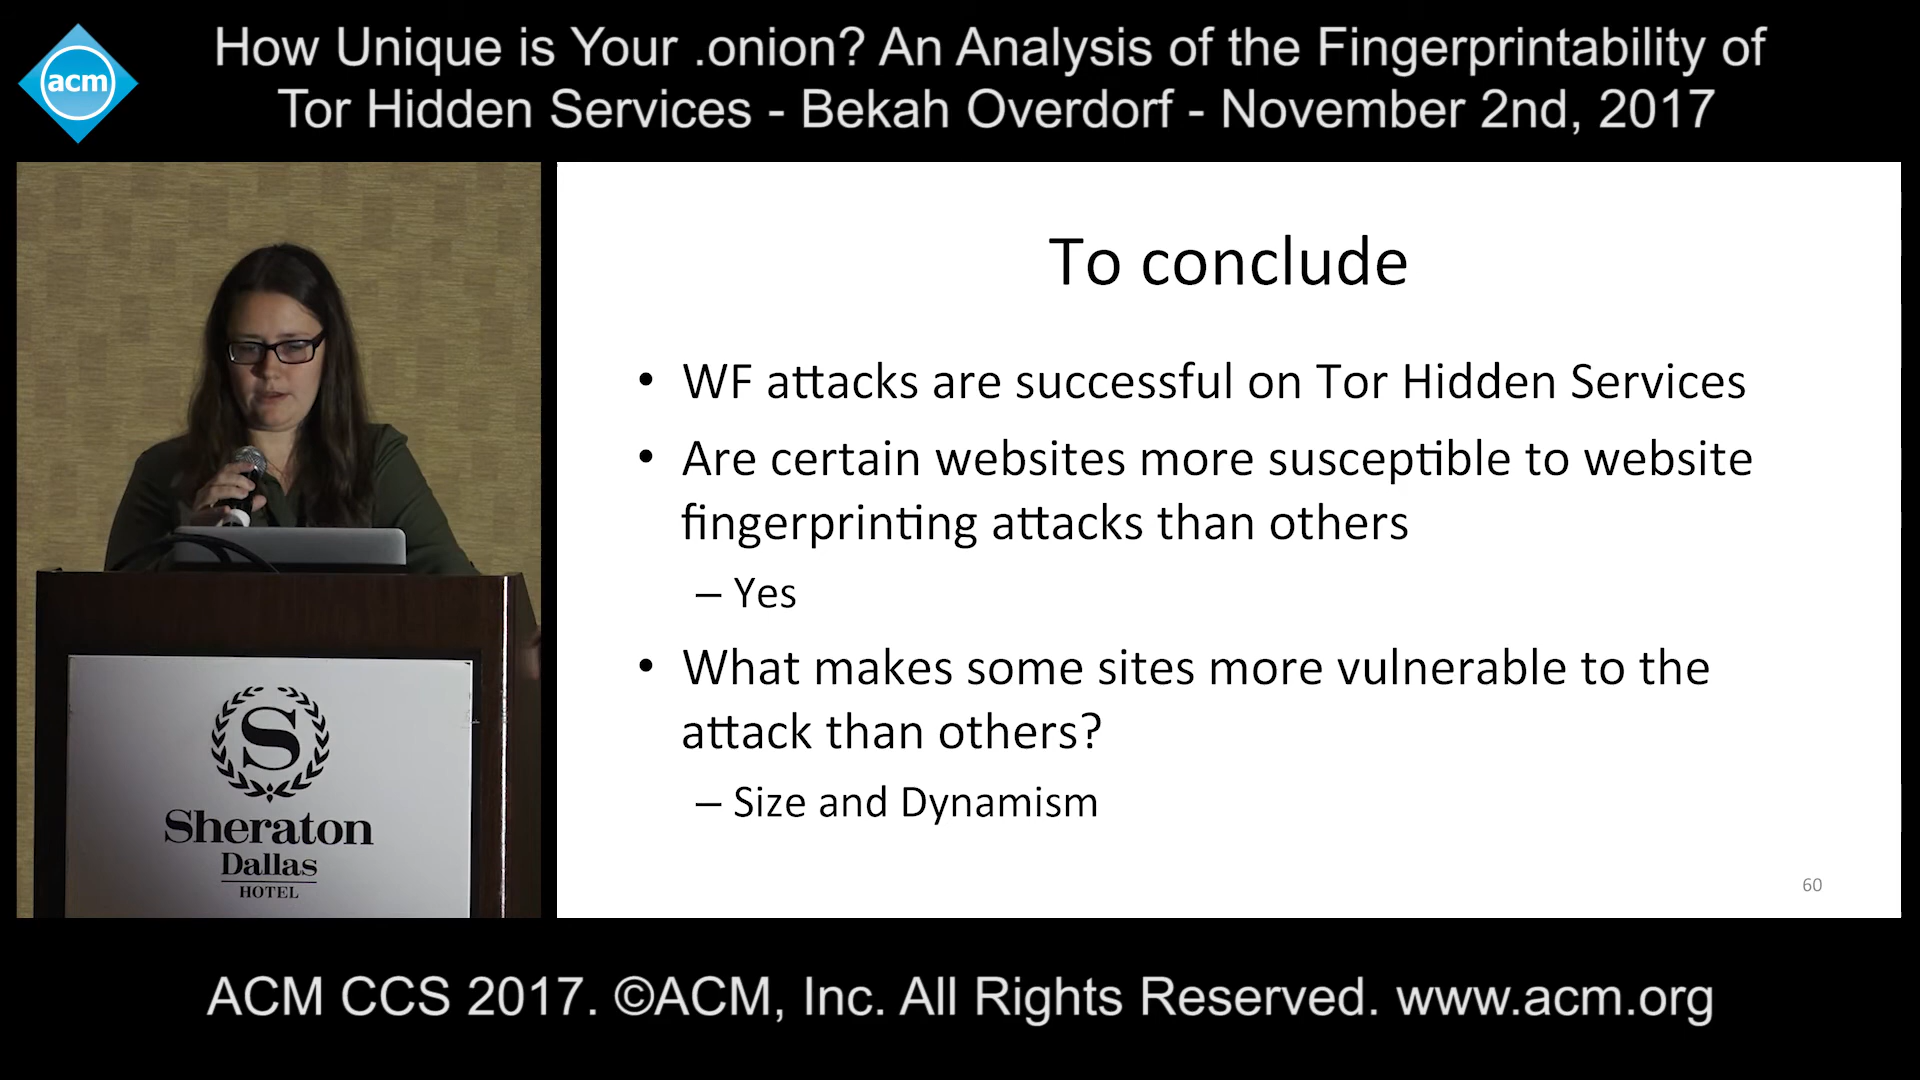 acm
How Unique is Your .onion? An Analysis of the Fingerprintability of
Tor Hidden Services - Bekah Overdorf - November 2nd, 2017
To conclude
• WF attacks are successful on Tor Hidden Services
• Are certain websites more susceptible to website
fingerprinting attacks than others
– Yes
• What makes some sites more vulnerable to the
attack than others?
– Size and Dynamism
60
S
Sheraton
Dallas
HOTEL
ACM CCS 2017. ©ACM, Inc. All Rights Reserved. www.acm.org